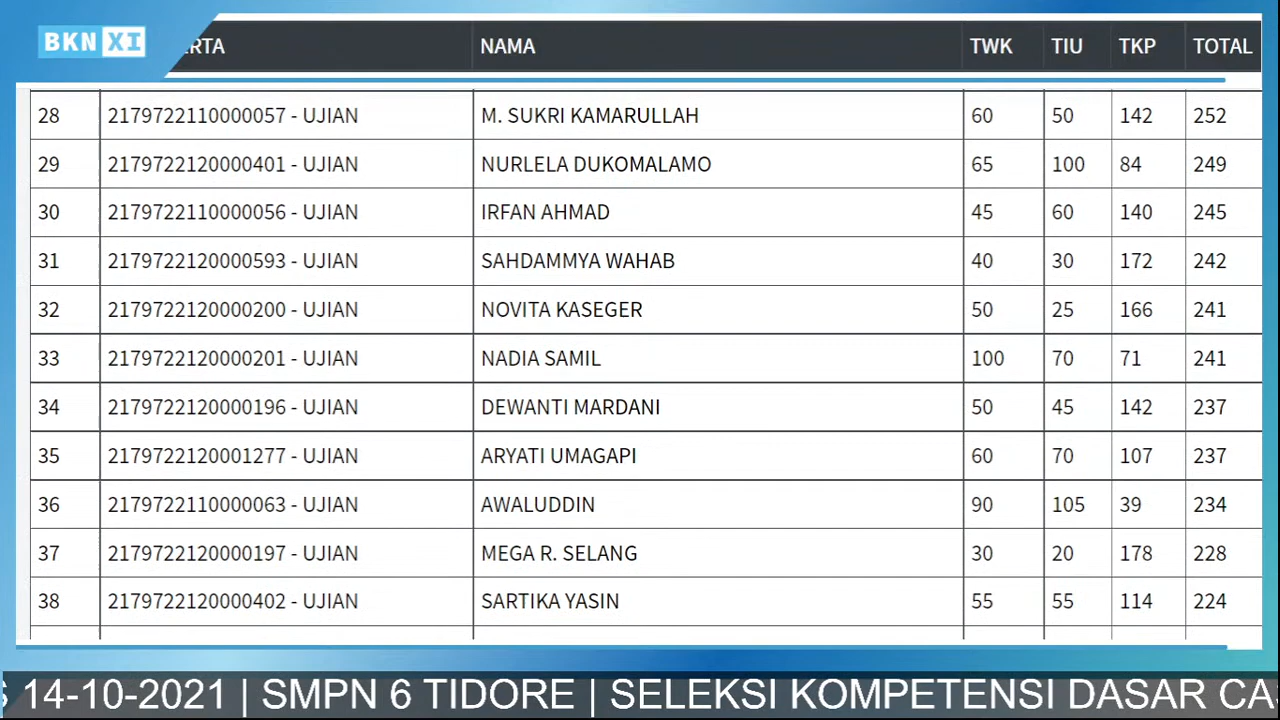 BKN XI
ERTA NAMA TWK TIU TKP TOTAL
28 2179722110000057 - UJIAN M. SUKRI KAMARULLAH 60 50 142 252
29 2179722120000401 - UJIAN NURLELA DUKOMALAMO 65 100 84 249
30 2179722110000056 - UJIAN IRFAN AHMAD 45 60 140 245
31 2179722120000593 - UJIAN SAHDAMMYA WAHAB 40 30 172 242
32 2179722120000200 - UJIAN NOVITA KASEGER 50 25 166 241
33 2179722120000201 - UJIAN NADIA SAMIL 100 70 71 241
34 2179722120000196 - UJIAN DEWANTI MARDANI 50 45 142 237
35 2179722120001277 - UJIAN ARYATI UMAGAPI 60 70 107 237
36 2179722110000063 - UJIAN AWALUDDIN 90 105 39 234
37 2179722120000197 - UJIAN MEGA R. SELANG 30 20 178 228
38 2179722120000402 - UJIAN SARTIKA YASIN 55 55 114 224
S 14-10-2021 | SMPN 6 TIDORE | SELEKSI KOMPETENSI DASAR CA